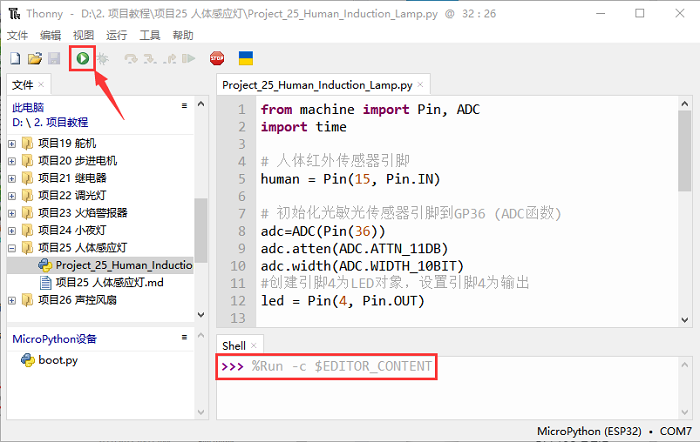 Thonny - D:\2. 项目教程\项目25 人体感应灯\Project_25_Human_Induction_Lamp.py @ 32 : 26
文件 编辑 视图 运行 工具 帮助
STOP
文件 ×
此电脑
D: \ 2. 项目教程
项目19 舵机
项目20 步进电机
项目21 继电器
项目22 调光灯
项目23 火焰警报器
项目24 小夜灯
项目25 人体感应灯
Project_25_Human_Inductio
项目25 人体感应灯.md
项目26 声控风扇
MicroPython设备
boot.py
Project_25_Human_Induction_Lamp.py ×
1 from machine import Pin, ADC
2 import time
3
4 # 人体红外传感器引脚
5 human = Pin(15, Pin.IN)
6
7 # 初始化光敏光传感器引脚到GP36 (ADC函数)
8 adc=ADC(Pin(36))
9 adc.atten(ADC.ATTN_11DB)
10 adc.width(ADC.WIDTH_10BIT)
11 #创建引脚4为LED对象，设置引脚4为输出
12 led = Pin(4, Pin.OUT)
13
Shell ×
>>> %Run -c $EDITOR_CONTENT
MicroPython (ESP32) • COM7